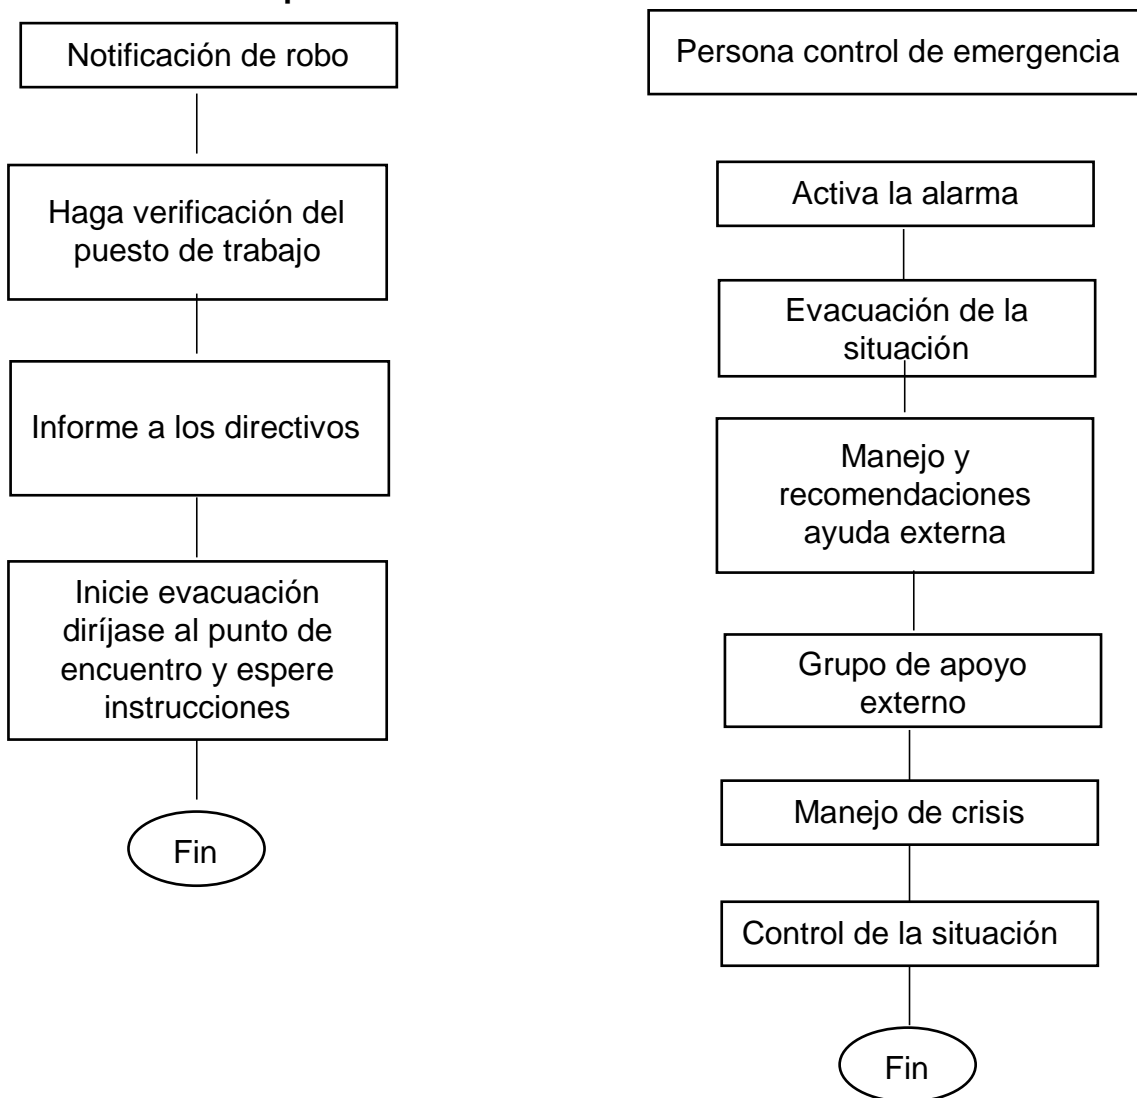 Notificación de robo
Haga verificación del
puesto de trabajo
Informe a los directivos
Inicie evacuación
diríjase al punto de
encuentro y espere
instrucciones
Fin
Persona control de emergencia
Activa la alarma
Evacuación de la
situación
Manejo y
recomendaciones
ayuda externa
Grupo de apoyo
externo
Manejo de crisis
Control de la situación
Fin